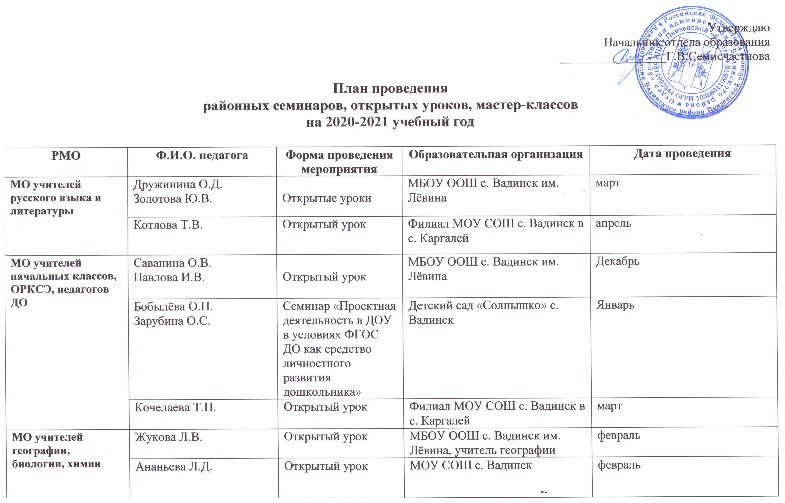 Утверждаю
Начальник отдела образования
Г.В.Семисчастнова
План проведения
районных семинаров, открытых уроков, мастер-классов
на 2020-2021 учебный год
РМО Ф.И.О. педагога Форма проведения мероприятия Образовательная организация Дата проведения
МО учителей русского языка и литературы
Дружинина О.Д.
Золотова Ю.В.
Открытые уроки
МБОУ ООШ с. Вадинск им.
Лёвина
март
Котлова Т.В.
Открытый урок
Филиал МОУ СОШ с. Вадинск в
с. Каргалей
апрель
МО учителей
начальных классов,
ОРКСЭ, педагогов
ДО
Саванина О.В.
Павлова И.В.
Открытый урок
МБОУ ООШ с. Вадинск им.
Лёвина
Декабрь
Бобылёва О.Н.
Зарубина О.С.
Семинар «Проектная
деятельность в ДОУ
в условиях ФГОС
ДО как средство
личностного
развития
дошкольника»
Детский сад «Солнышко» с.
Вадинск
Январь
Кочелаева Т.Н.
Открытый урок
Филиал МОУ СОШ с. Вадинск в
с. Каргалей
март
МО учителей
географии,
биологии, химии
Жукова Л.В.
Открытый урок
МБОУ ООШ с. Вадинск им.
Лёвина, учитель географии
февраль
Ананьева Л.Д.
Открытый урок
МОУ СОШ с. Вадинск
февраль